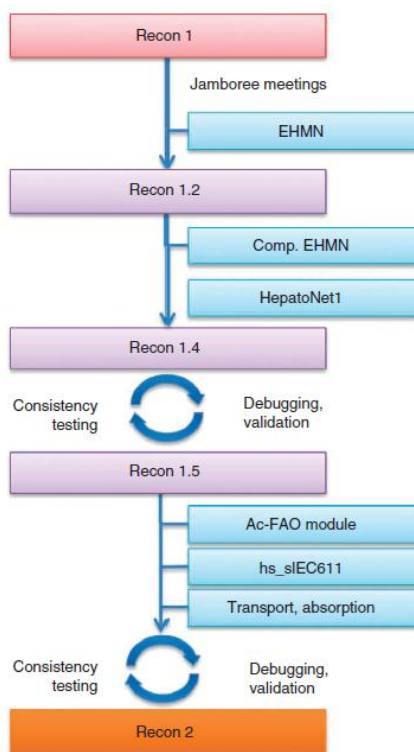 Recon 1
Jamboree meetings
EHMN
Recon 1.2
Comp. EHMN
HepatoNet1
Recon 1.4
Consistency
testing
Debugging,
validation
Recon 1.5
Ac-FAO module
hs_sIEC611
Transport, absorption
Consistency
testing
Debugging,
validation
Recon 2